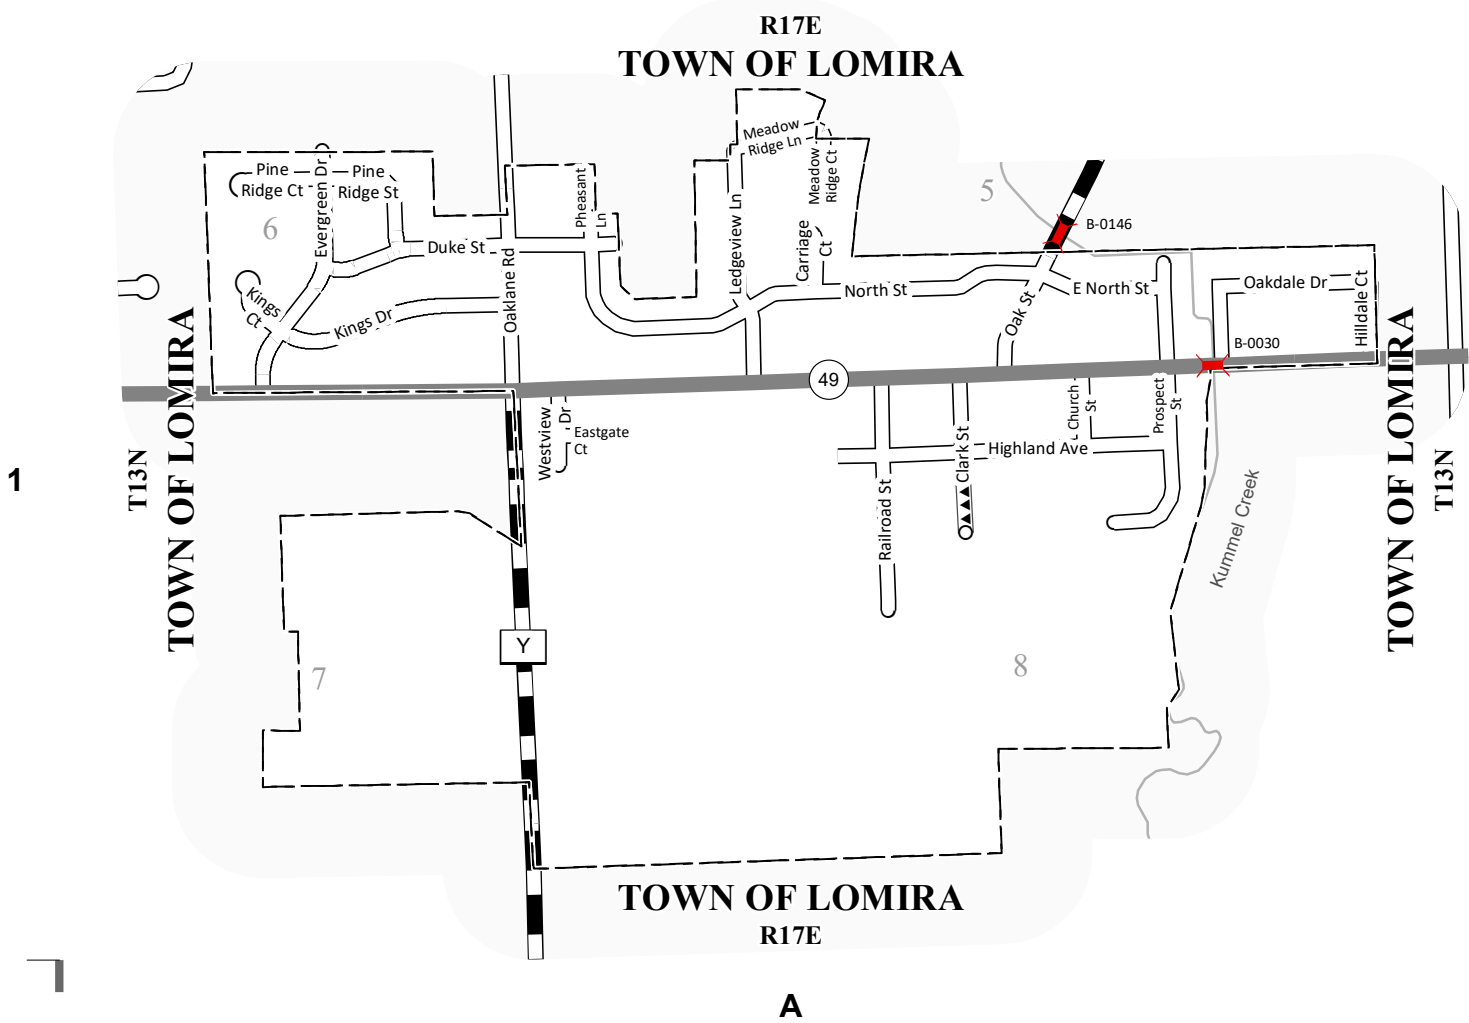 R17E
TOWN OF LOMIRA
Meadow
Ridge Ln
Meadow
Ridge Ct
Pine
Ridge Ct
Evergreen Dr
Pine
Ridge St
Pheasant
Ln
5
B-0146
6
Duke St
Oaklane Rd
Ledgeview Ln
Carriage
Ct
North St
E North St
Oakdale Dr
Hilldale Ct
Kings
Ct
Kings Dr
Oak St
B-0030
49
Westview
Dr
Eastgate
Ct
Railroad St
Clark St
Church
St
Prospect
St
Highland Ave
TOWN OF LOMIRA
T13N
1
TOWN OF LOMIRA
T13N
Kummel Creek
Y
7
8
TOWN OF LOMIRA
R17E
A